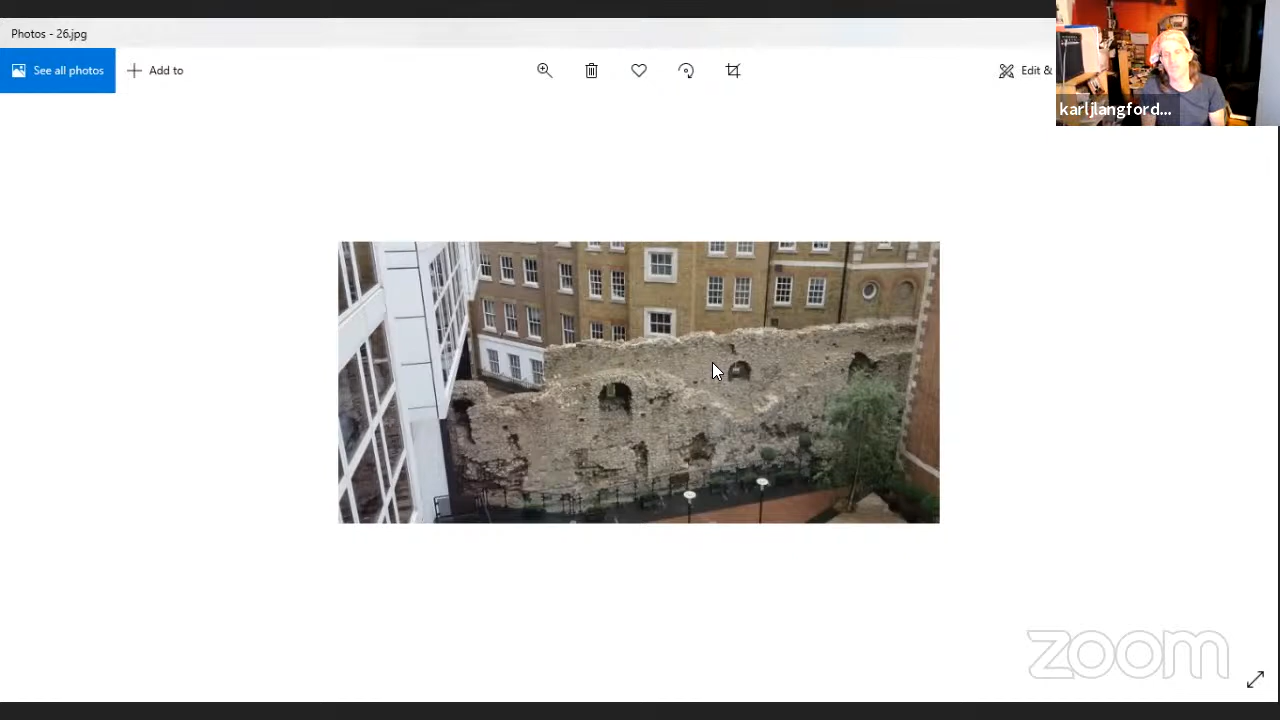 Photos - 26.jpg
See all photos
Add to
Edit &
karljlangford...
zoom